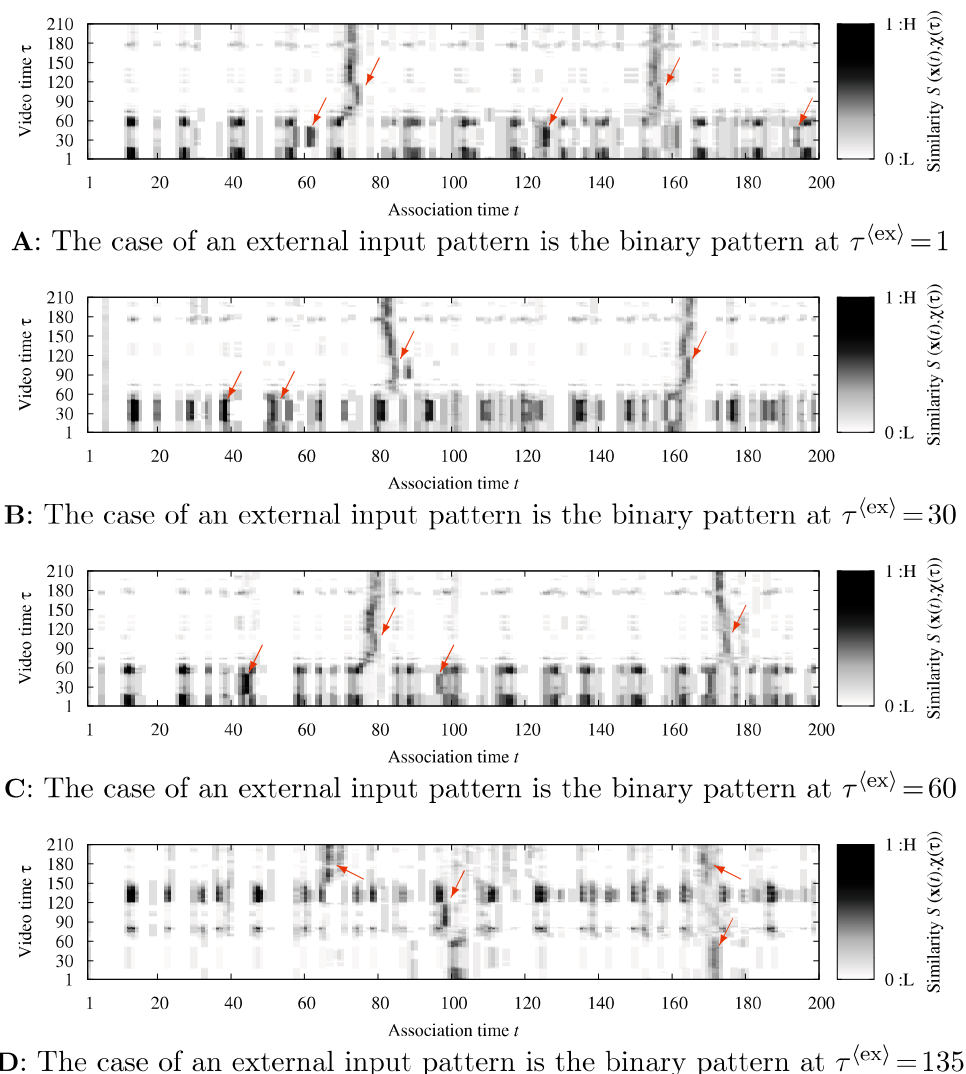 210
180
150
120
90
60
30
1
Video time τ
1 20 40 60 80 100 120 140 160 180 200
Association time t
1 :H
0 :L
Similarity S (x(t),χ(τ))
A: The case of an external input pattern is the binary pattern at τ⟨ex⟩=1
210
180
150
120
90
60
30
1
Video time τ
1 20 40 60 80 100 120 140 160 180 200
Association time t
1 :H
0 :L
Similarity S (x(t),χ(τ))
B: The case of an external input pattern is the binary pattern at τ⟨ex⟩=30
210
180
150
120
90
60
30
1
Video time τ
1 20 40 60 80 100 120 140 160 180 200
Association time t
1 :H
0 :L
Similarity S (x(t),χ(τ))
C: The case of an external input pattern is the binary pattern at τ⟨ex⟩=60
210
180
150
120
90
60
30
1
Video time τ
1 20 40 60 80 100 120 140 160 180 200
Association time t
1 :H
0 :L
Similarity S (x(t),χ(τ))
D: The case of an external input pattern is the binary pattern at τ⟨ex⟩=135